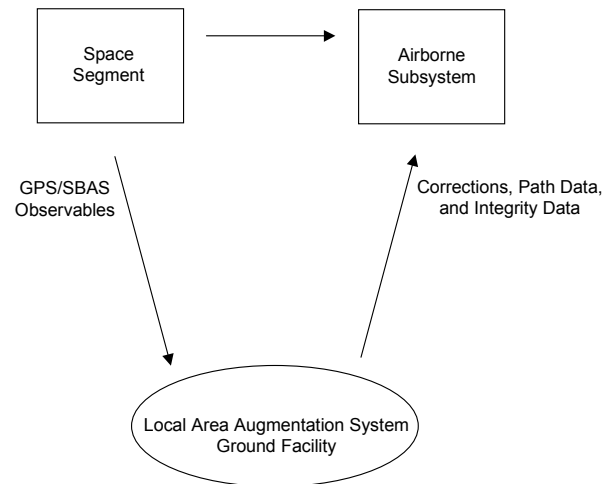 Space
Segment
Airborne
Subsystem
GPS/SBAS
Observables
Corrections, Path Data,
and Integrity Data
Local Area Augmentation System
Ground Facility